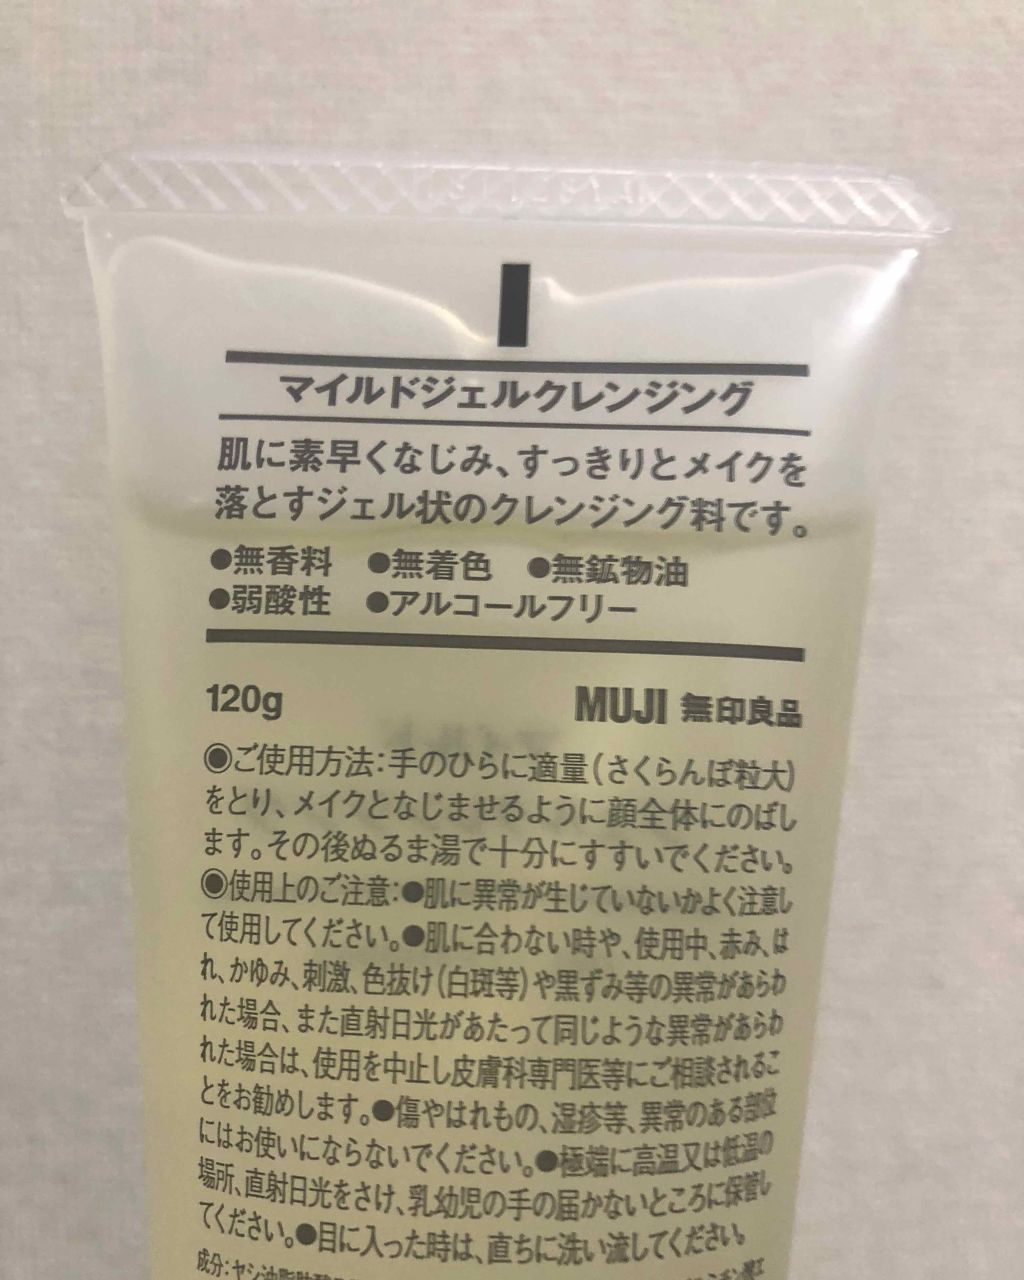 マイルドジェルクレンジング
肌に素早くなじみ、すっきりとメイクを
落とすジェル状のクレンジング料です。
●無香料 ●無着色 ●無鉱物油
●弱酸性 ●アルコールフリー
120g MUJI 無印良品
◉ご使用方法：手のひらに適量（さくらんぼ粒大）
をとり、メイクとなじませるように顔全体にのばし
ます。その後ぬるま湯で十分にすすいでください。
◉使用上のご注意：●肌に異常が生じていないかよく注意し
て使用してください。●肌に合わない時や、使用中、赤み、は
れ、かゆみ、刺激、色抜け（白斑等）や黒ずみ等の異常があらわ
れた場合、また直射日光があたって同じような異常があらわ
れた場合は、使用を中止し皮膚科専門医等にご相談されるこ
とをお勧めします。●傷やはれもの、湿疹等、異常のある部位
にはお使いにならないでください。●極端に高温又は低温の
場所、直射日光をさけ、乳幼児の手の届かないところに保管し
てください。●目に入った時は、直ちに洗い流してください。
成分：ヤシ油脂肪酸